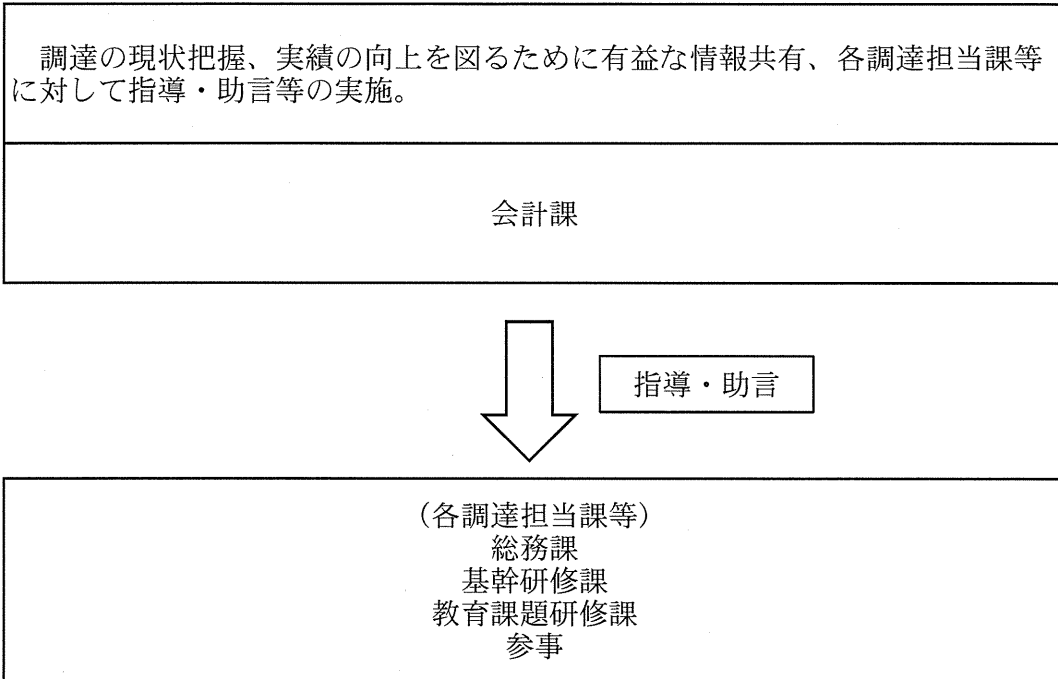 調達の現状把握、実績の向上を図るために有益な情報共有、各調達担当課等
に対して指導・助言等の実施。
会計課
指導・助言
（各調達担当課等）
総務課
基幹研修課
教育課題研修課
参事